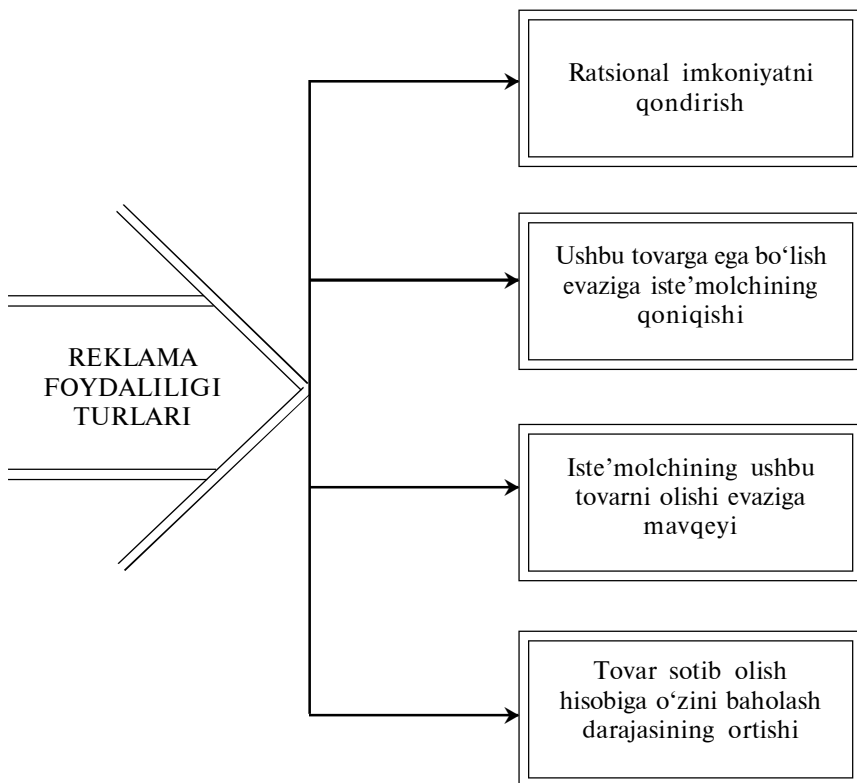 Ratsional imkoniyatni
qondirish
Ushbu tovarga ega bo‘lish
evaziga iste’molchining
qoniqishi
REKLAMA
FOYDALILIGI
TURLARI
Iste’molchining ushbu
tovarni olishi evaziga
mavqeyi
Tovar sotib olish
hisobiga o‘zini baholash
darajasining ortishi